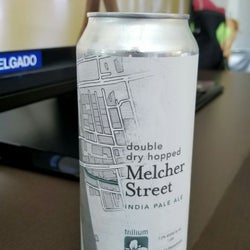 ELGADO
double
dry hopped
Melcher
Street
INDIA PALE ALE
trillium